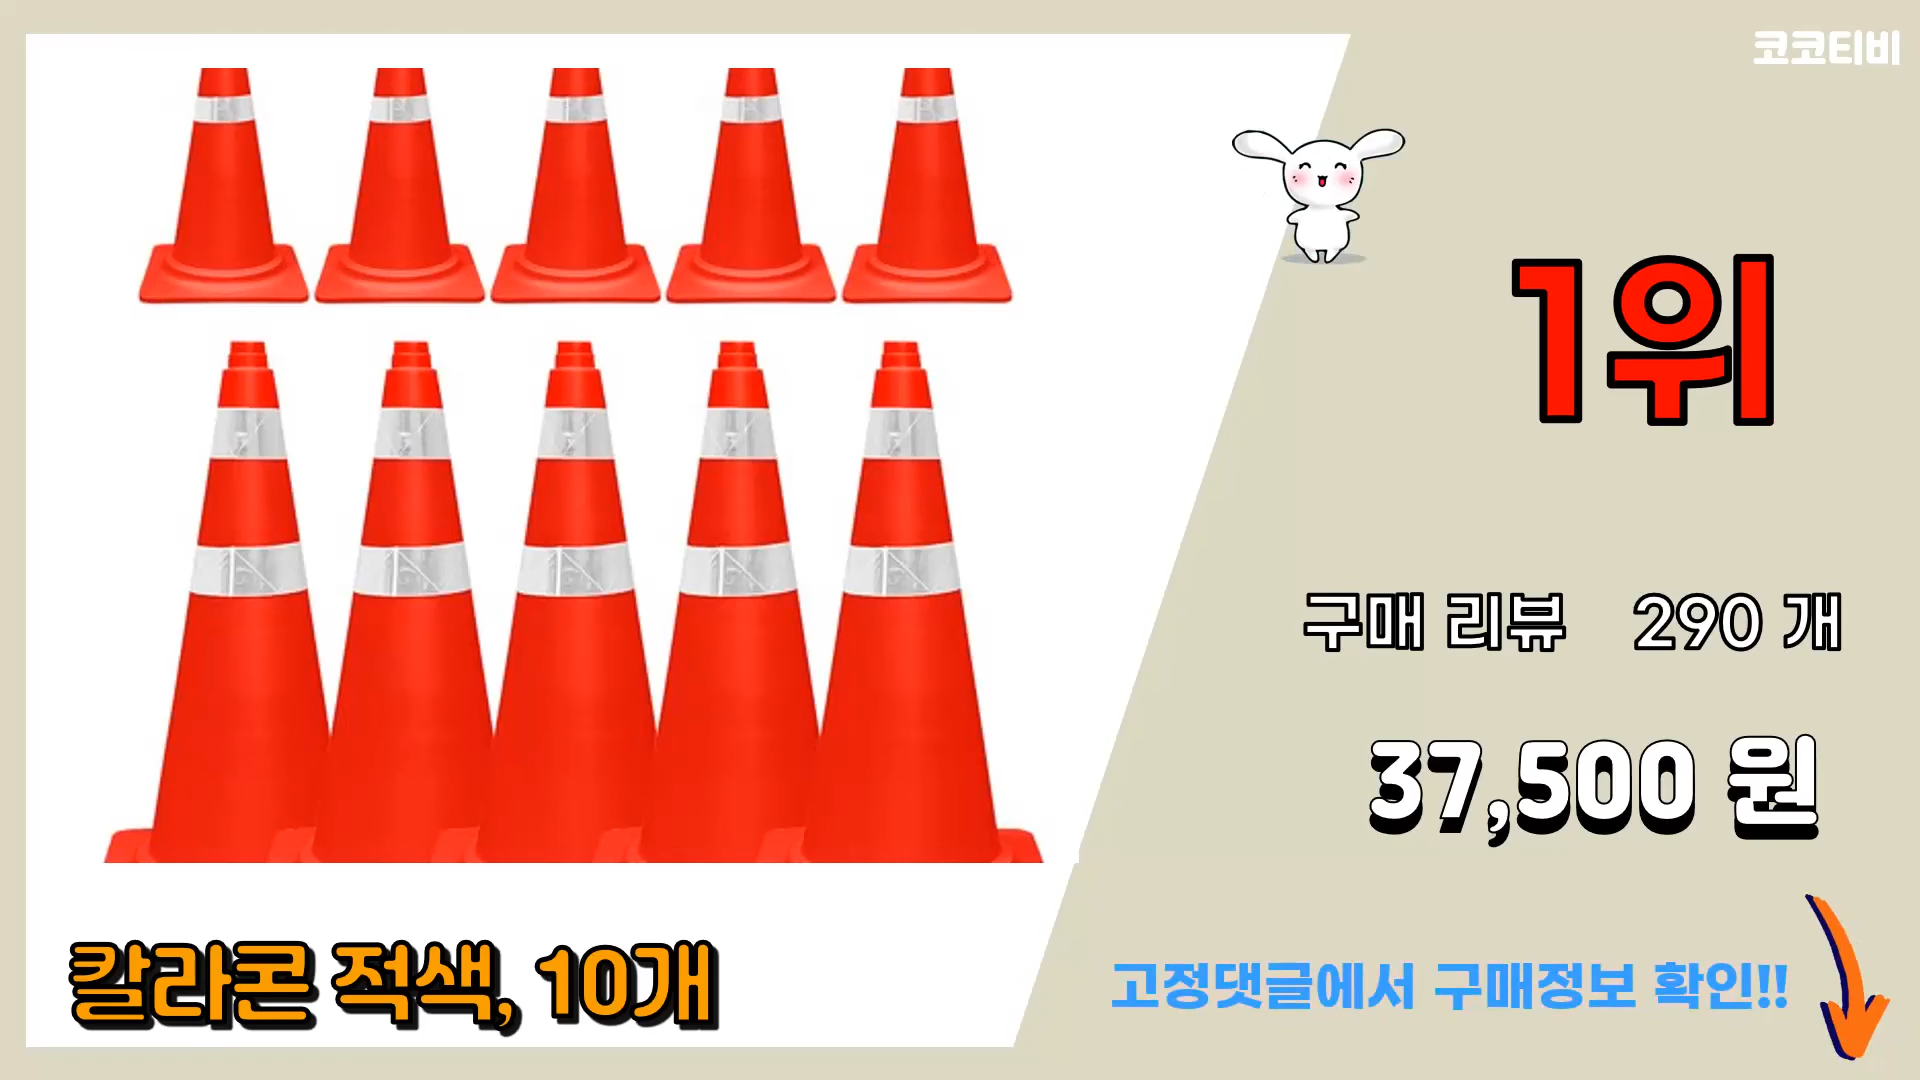 코코티비
1위
구매 리뷰 290 개
37,500 원
칼라콘 적색, 10개
고정댓글에서 구매정보 확인!!